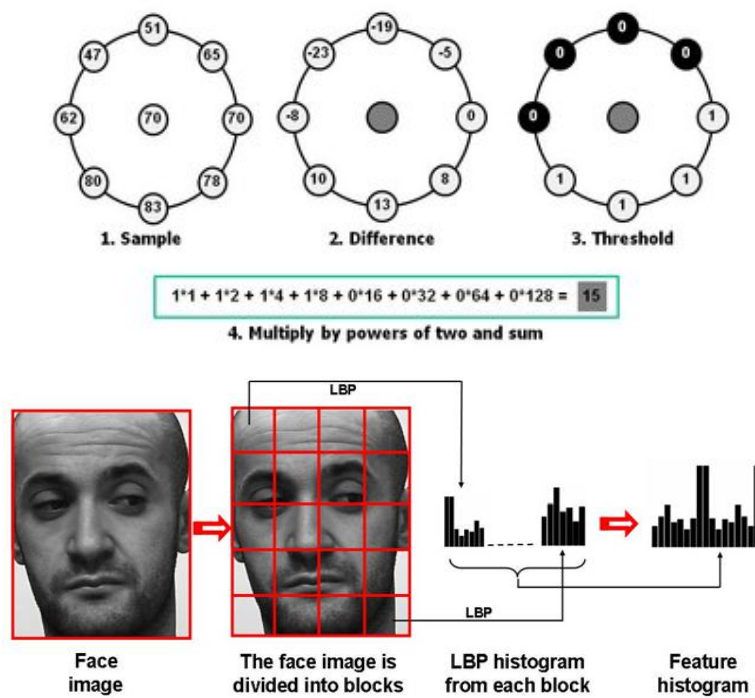 51
47 65
62 70 70
80 78
83
1. Sample
-19
-23 -5
-8 0
10 8
13
2. Difference
0
0 0
0 1
1 1
1
3. Threshold
1*1 + 1*2 + 1*4 + 1*8 + 0*16 + 0*32 + 0*64 + 0*128 = 15
4. Multiply by powers of two and sum
LBP
LBP
Face
image
The face image is
divided into blocks
LBP histogram
from each block
Feature
histogram